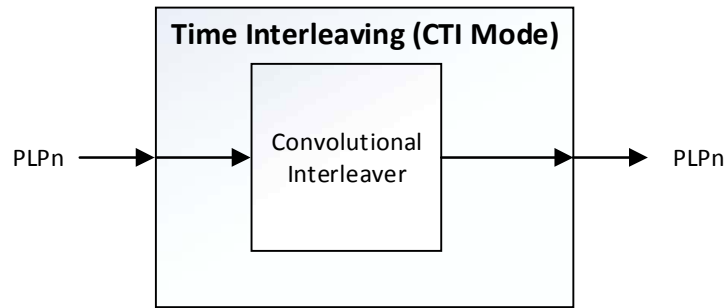 Time Interleaving (CTI Mode)
Convolutional
Interleaver
PLPn
PLPn